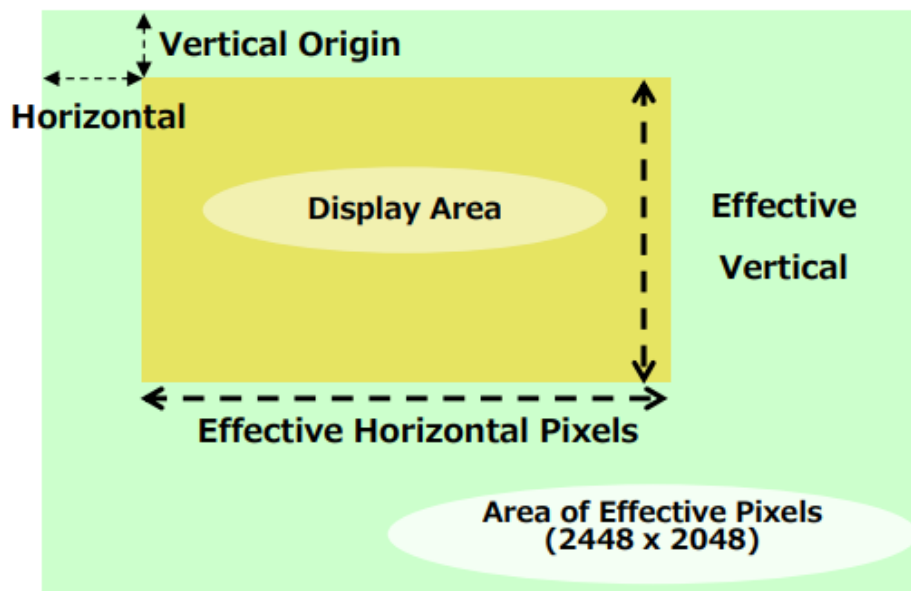 Vertical Origin
Horizontal
Display Area
Effective
Vertical
Effective Horizontal Pixels
Area of Effective Pixels
(2448 x 2048)